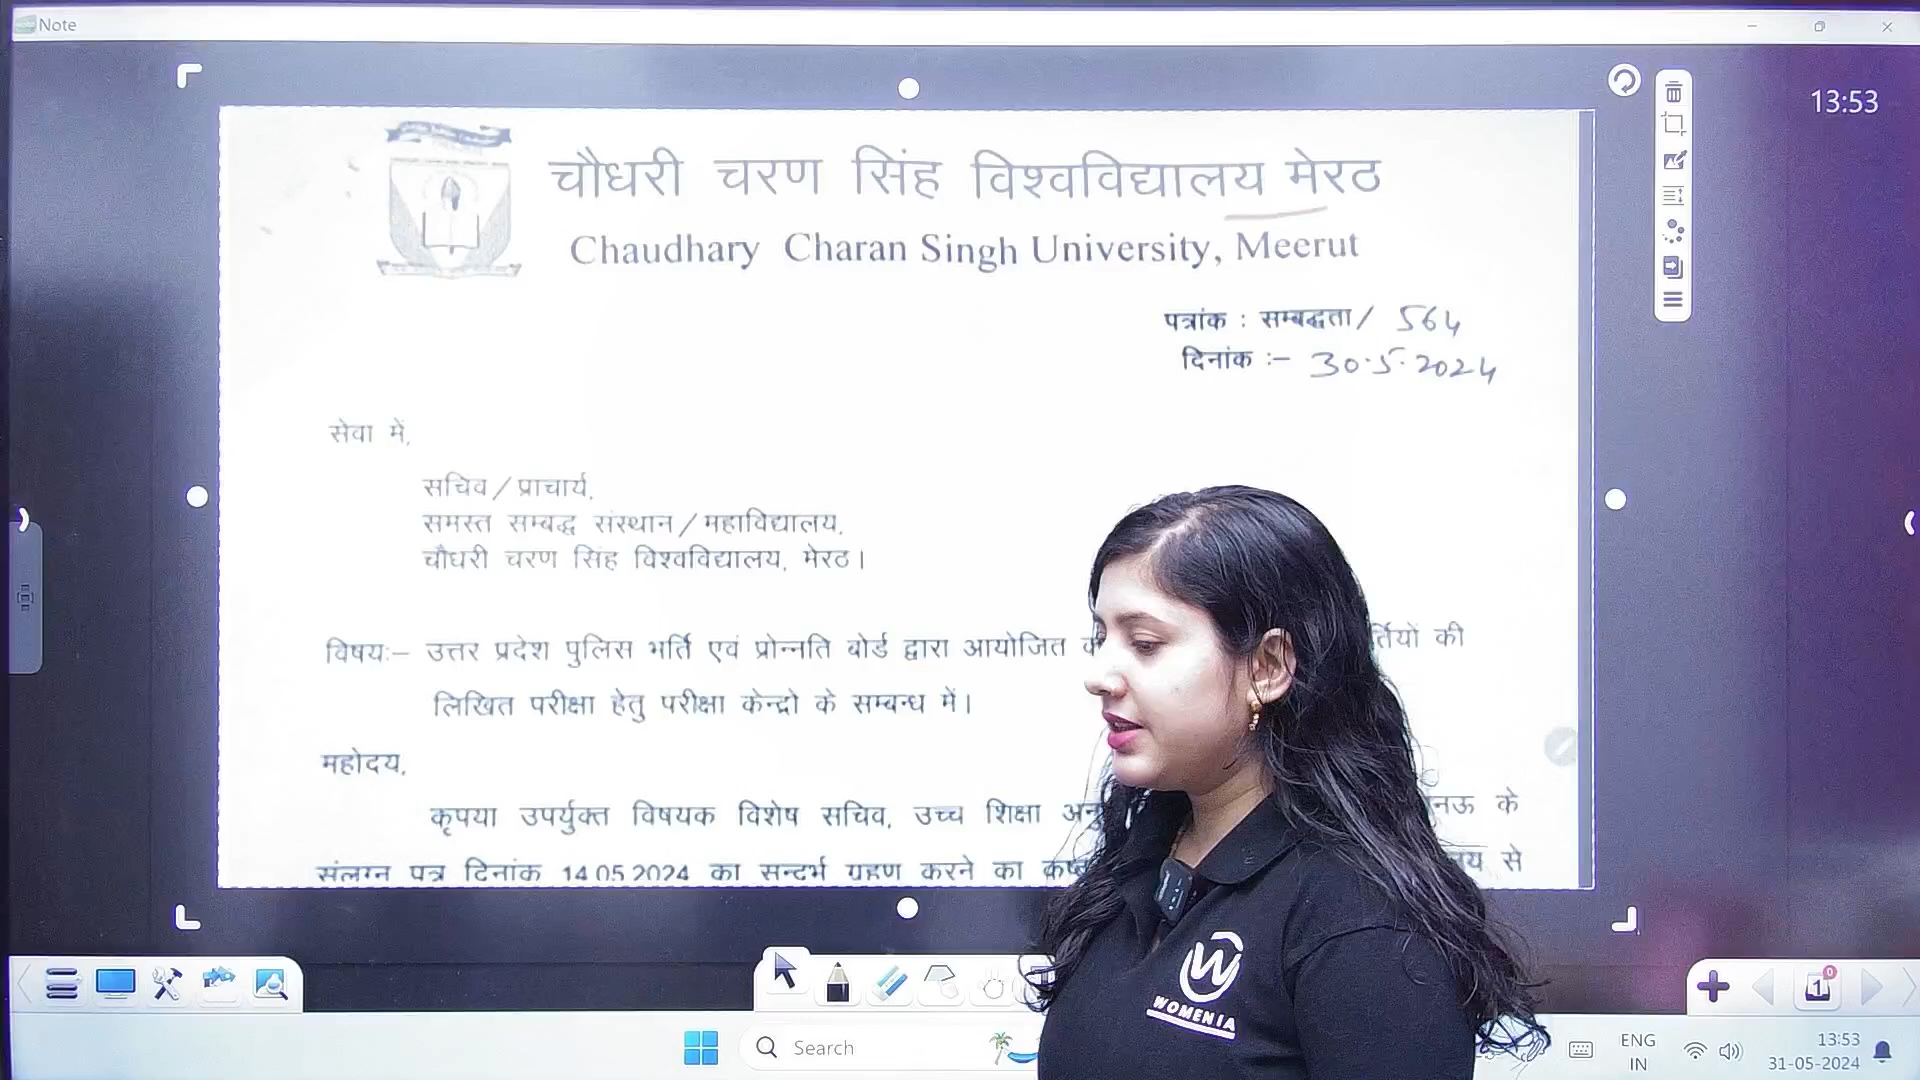 Note
13:53
चौधरी चरण सिंह विश्वविद्यालय मेरठ
Chaudhary Charan Singh University, Meerut
पत्रांक : सम्बद्धता / 564
दिनांक :- 30.5.2024
सेवा में,
सचिव / प्राचार्य,
समस्त सम्बद्ध संस्थान / महाविद्यालय,
चौधरी चरण सिंह विश्वविद्यालय, मेरठ।
विषय:- उत्तर प्रदेश पुलिस भर्ति एवं प्रोन्नति बोर्ड द्वारा आयोजित की
लिखित परीक्षा हेतु परीक्षा केन्द्रो के सम्बन्ध में।
महोदय,
कृपया उपर्युक्त विषयक विशेष सचिव, उच्च शिक्षा के
संलग्न पत्र दिनांक 14.05.2024 का सन्दर्भ ग्रहण करने का से
W
WOMENIA
0
1
Search
ENG
IN
13:53
31-05-2024